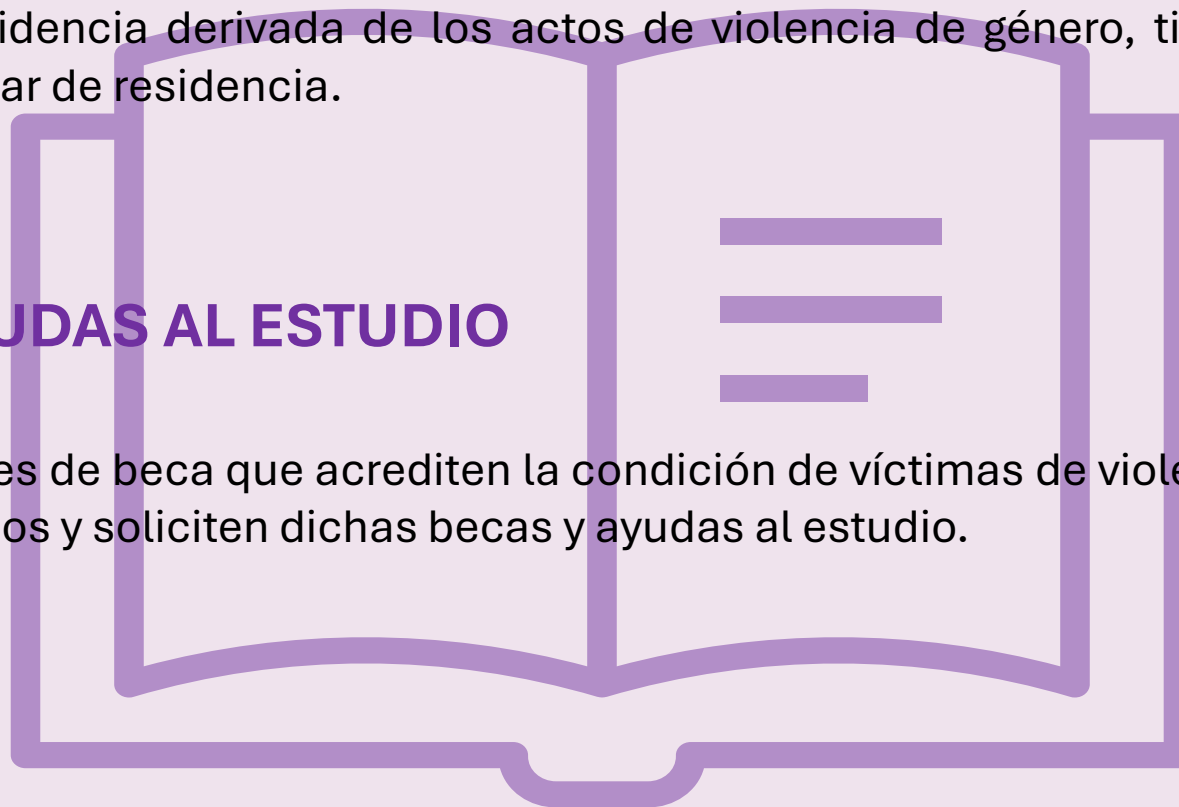 idencia derivada de los actos de violencia de género, ti
ar de residencia.
UDAS AL ESTUDIO
es de beca que acrediten la condición de víctimas de viole
os y soliciten dichas becas y ayudas al estudio.